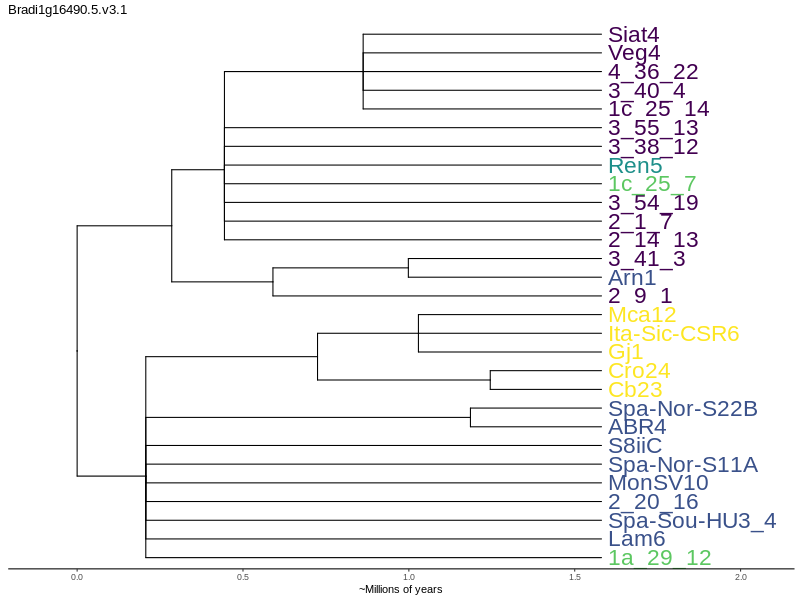 Bradi1g16490.5.v3.1
Siat4
Veg4
4_36_22
3_40_4
1c_25_14
3_55_13
3_38_12
Ren5
1c_25_7
3_54_19
2_1_7
2_14_13
3_41_3
Arn1
2_9_1
Mca12
Ita-Sic-CSR6
Gj1
Cro24
Cb23
Spa-Nor-S22B
ABR4
S8iiC
Spa-Nor-S11A
MonSV10
2_20_16
Spa-Sou-HU3_4
Lam6
1a_29_12
0.0 0.5 1.0 1.5 2.0
~Millions of years